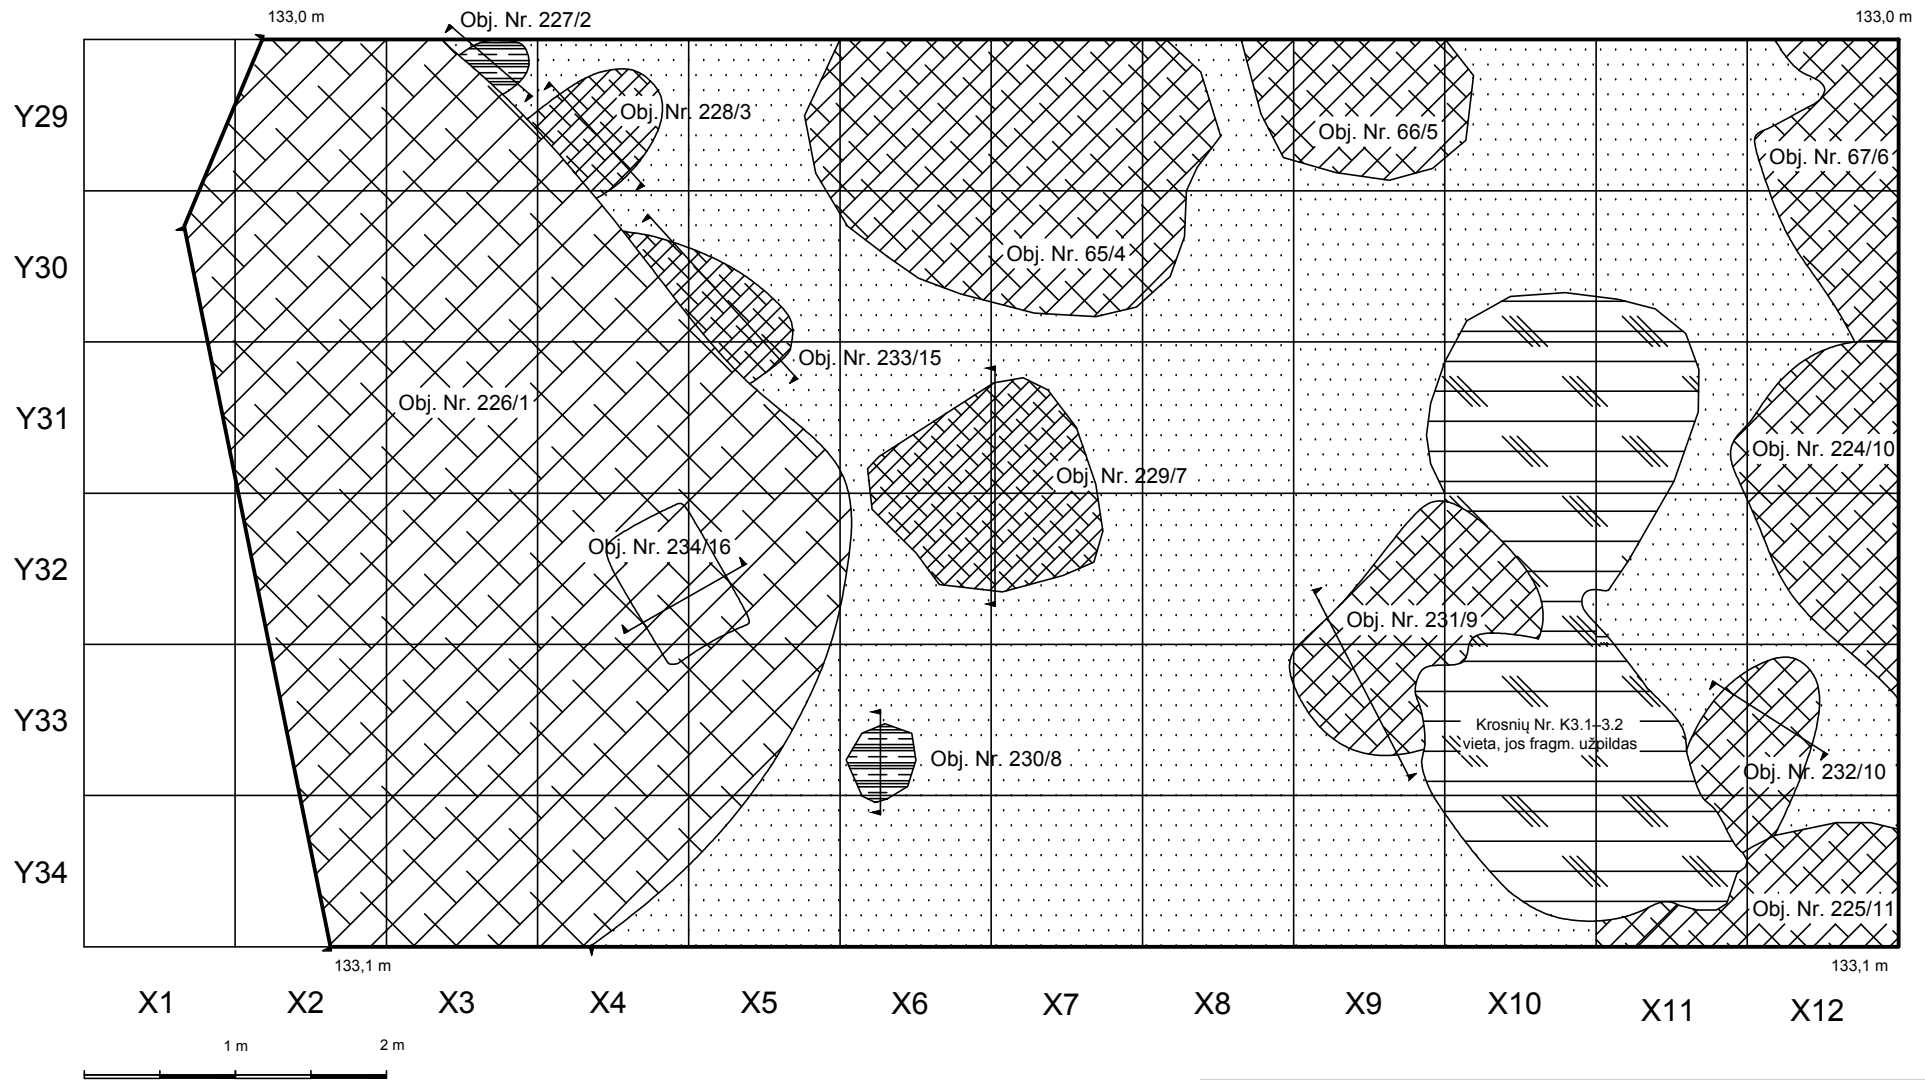 133,0 m
Obj. Nr. 227/2
133,0 m
Y29
Obj. Nr. 228/3
Obj. Nr. 66/5
Obj. Nr. 67/6
Y30
Obj. Nr. 65/4
Obj. Nr. 233/15
Y31
Obj. Nr. 226/1
Obj. Nr. 224/10
Obj. Nr. 229/7
Y32
Obj. Nr. 234/16
Obj. Nr. 231/9
Y33
Krosnių Nr. K3.1–3.2
vieta, jos fragm. užpildas
Obj. Nr. 230/8
Obj. Nr. 232/10
Y34
Obj. Nr. 225/11
133,1 m
133,1 m
X1 X2 X3 X4 X5 X6 X7 X8 X9 X10 X11 X12
1 m 2 m